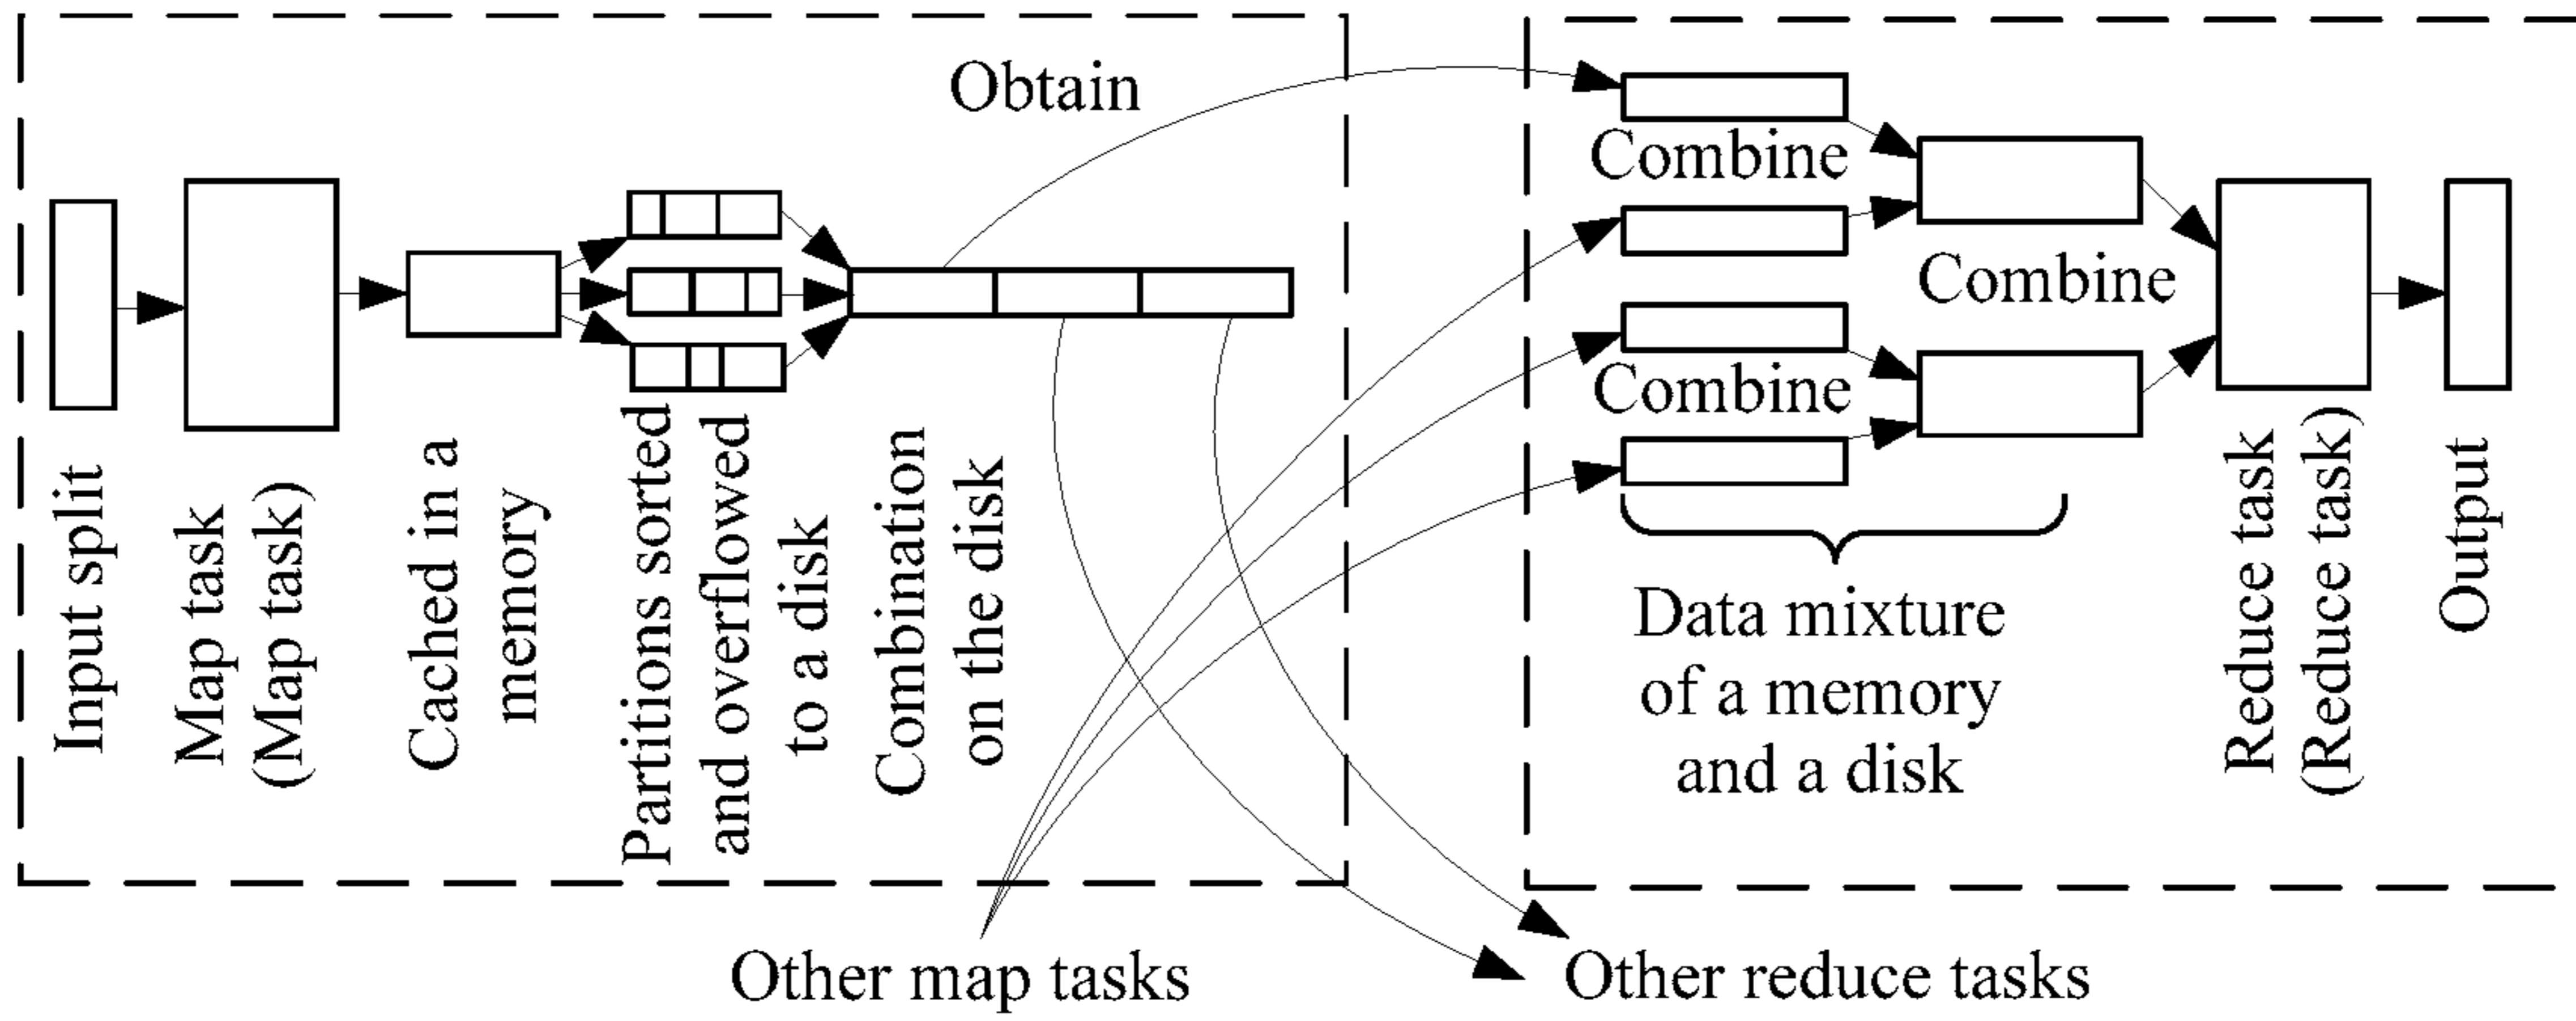 Obtain
Input split
Map task
(Map task)
Cached in a
memory
Partitions sorted
and overflowed
to a disk
Combination
on the disk
Combine
Combine
Combine
Data mixture
of a memory
and a disk
Reduce task
(Reduce task)
Output
Other map tasks
Other reduce tasks